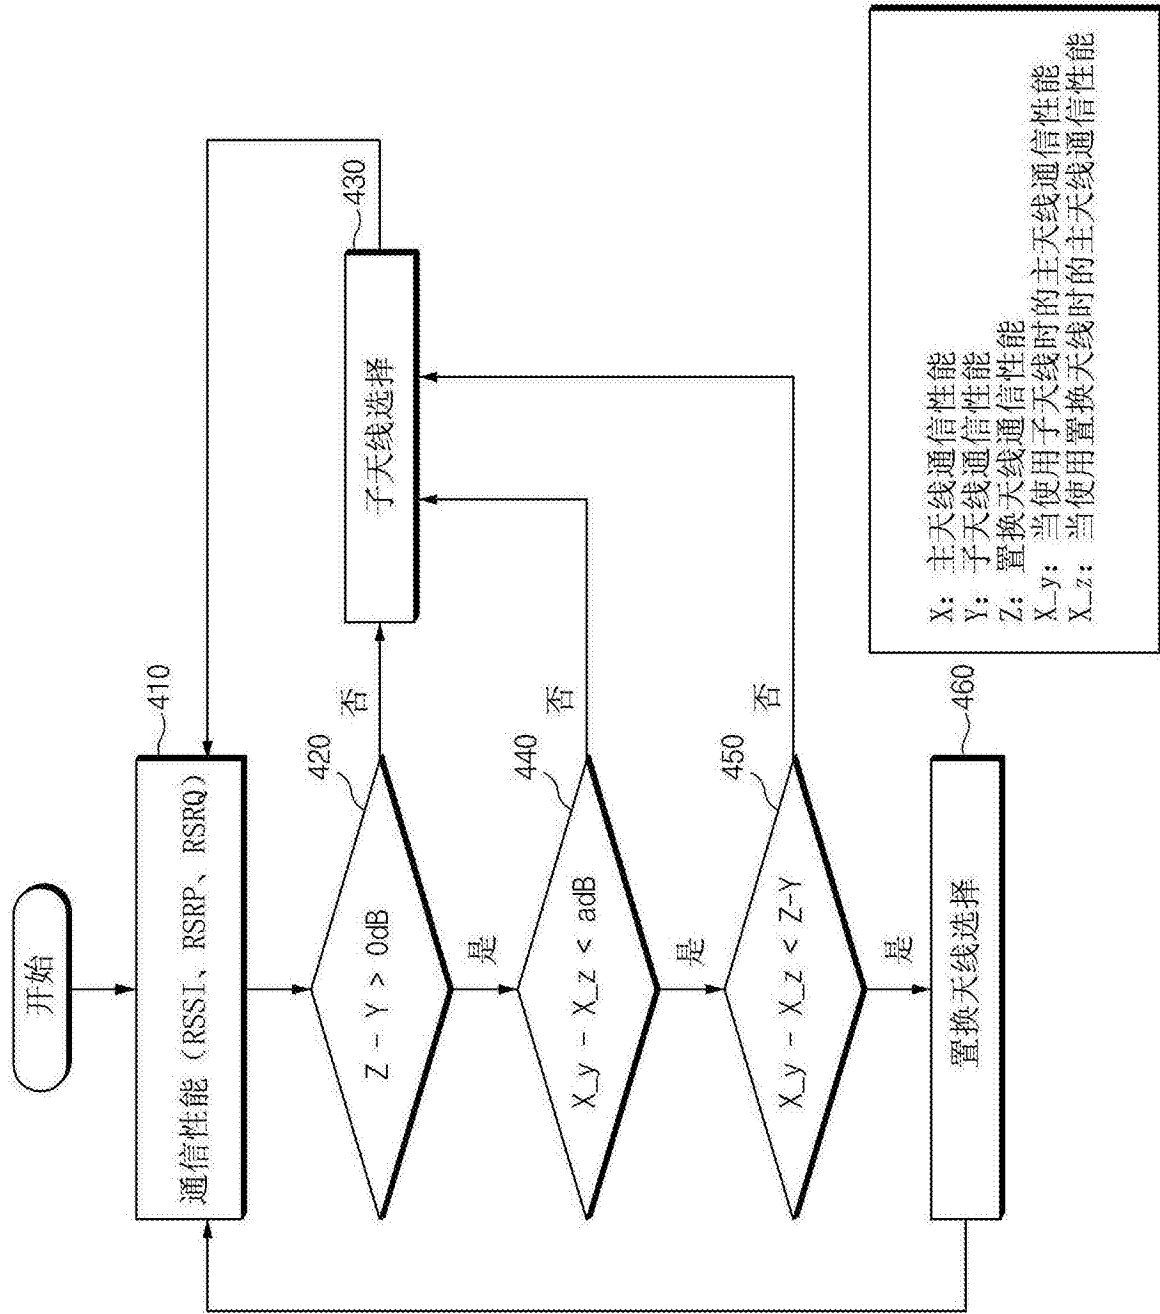 开始
410
通信性能 (RSSI、RSRP、RSRQ)
420
Z - Y > 0dB
否
430
子天线选择
是
440
X_y - X_z < adB
否
是
450
X_y - X_z < Z-Y
否
是
460
置换天线选择
X: 主天线通信性能
Y: 子天线通信性能
Z: 置换天线通信性能
X_y: 当使用子天线时的主天线通信性能
X_z: 当使用置换天线时的主天线通信性能